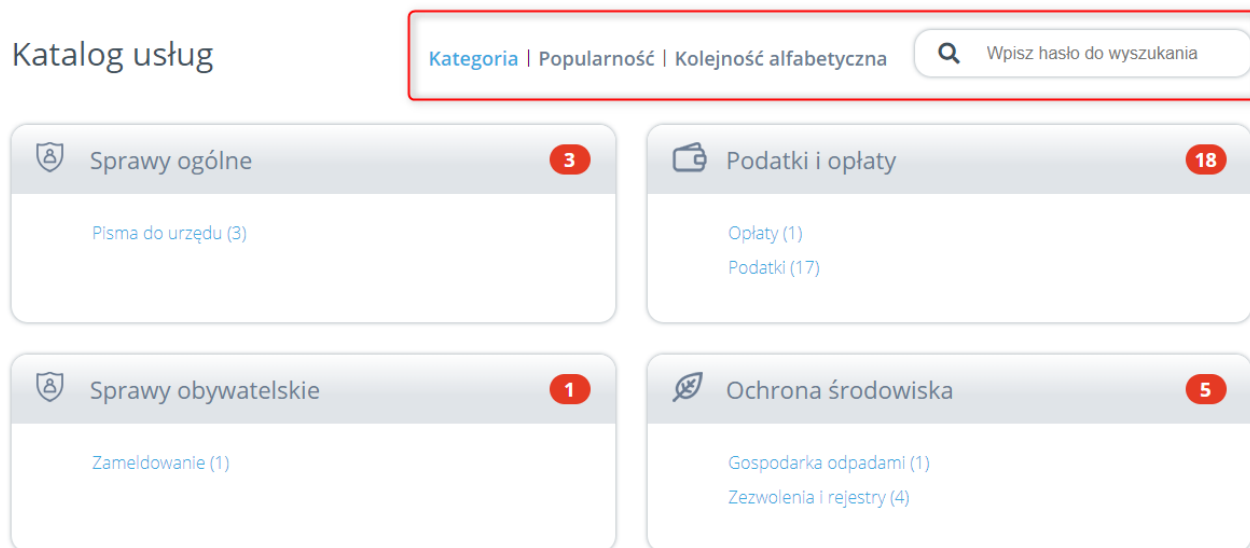 Katalog usług
Kategoria | Popularność | Kolejność alfabetyczna
Wpisz hasło do wyszukania
Sprawy ogólne 3
Pisma do urzędu (3)
Podatki i opłaty 18
Opłaty (1)
Podatki (17)
Sprawy obywatelskie 1
Zameldowanie (1)
Ochrona środowiska 5
Gospodarka odpadami (1)
Zezwolenia i rejestry (4)